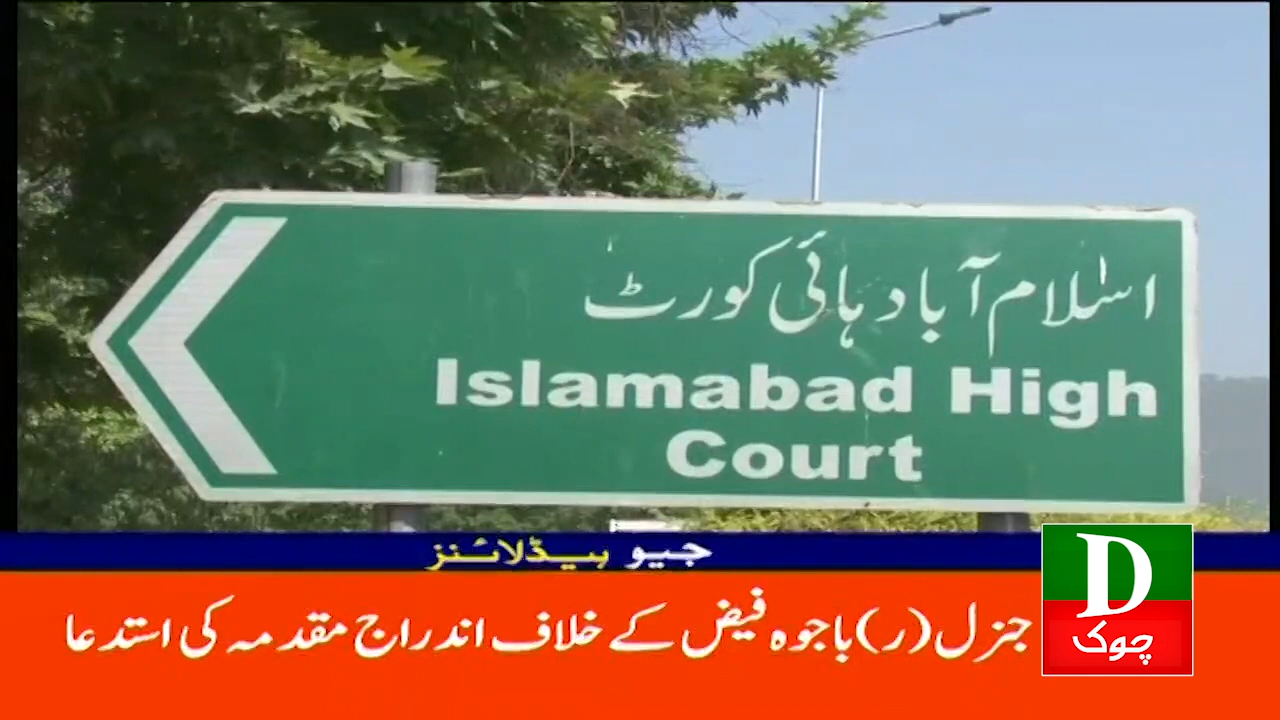 اسلام آباد ہائی کورٹ
Islamabad High
Court
جیو ہیڈلائنز
جنرل (ر) باجوہ فیض کے خلاف اندراج مقدمہ کی استدعا
D
چوک